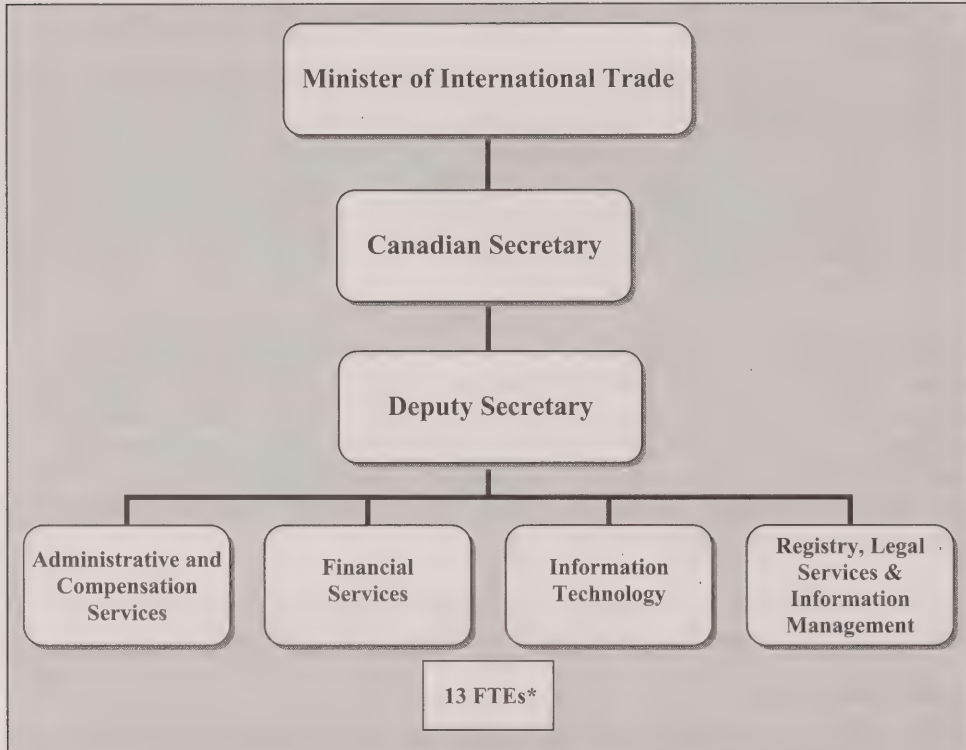 Minister of International Trade
Canadian Secretary
Deputy Secretary
Administrative and
Compensation
Services
Financial
Services
Information
Technology
Registry, Legal
Services &
Information
Management
13 FTEs*